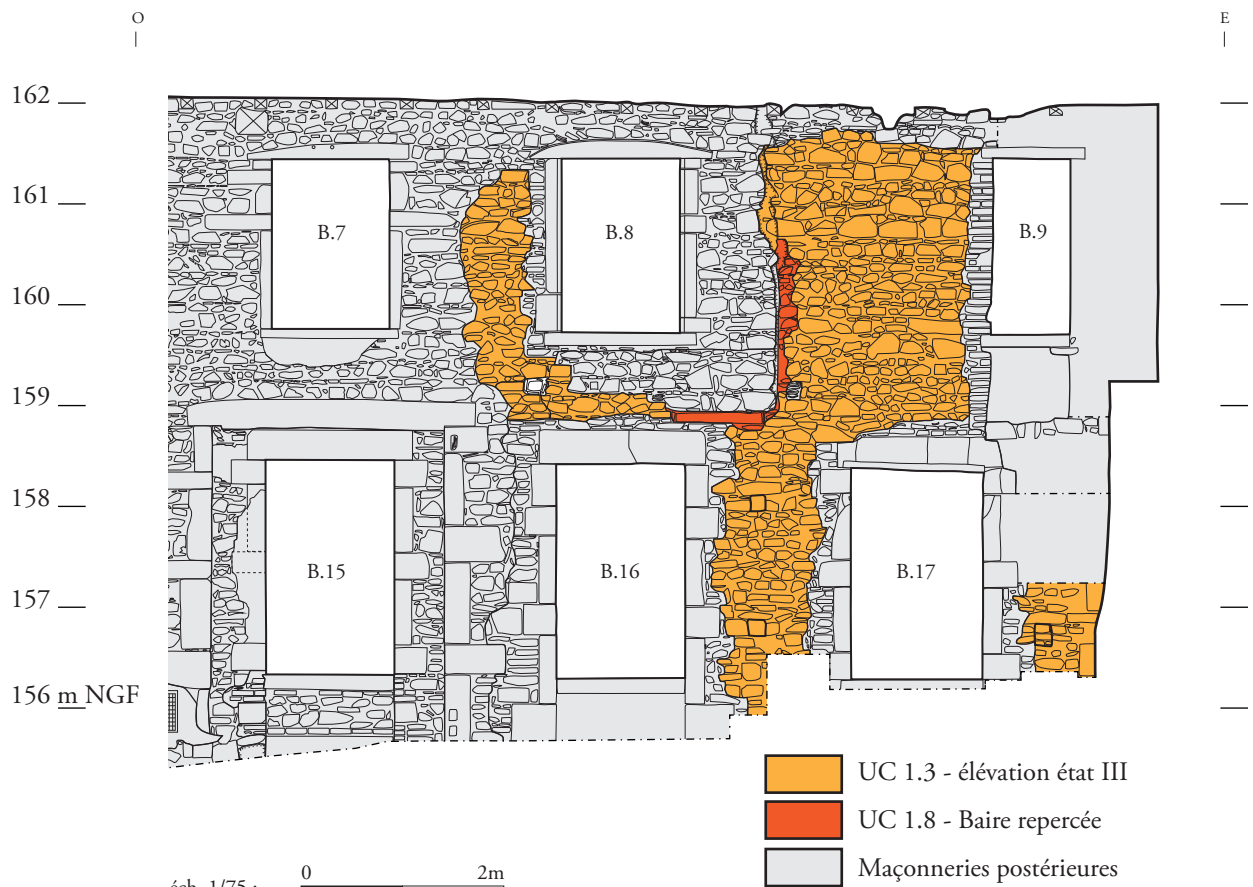 O
E
162
161
B.7
B.8
B.9
160
159
158
B.15
B.16
B.17
157
156 m NGF
UC 1.3 - élévation état III
UC 1.8 - Baire repercée
Maçonneries postérieures
éch. 1/75 :
0
2m